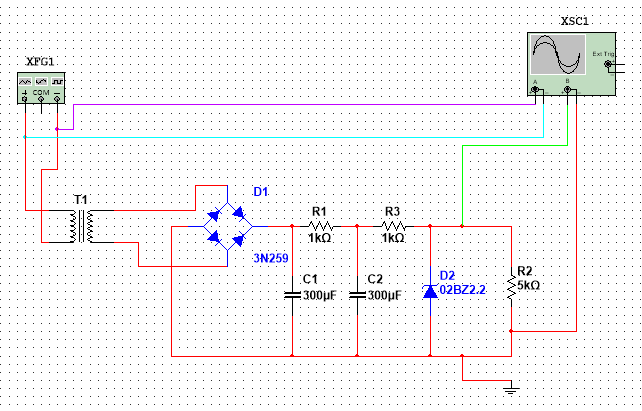 XSC1
Ext Trig
+
A
B
+ - + -
XFG1
+ COM -
T1
D1
3N259
R1
1kΩ
R3
1kΩ
C1
300µF
C2
300µF
D2
02BZ2.2
R2
5kΩ